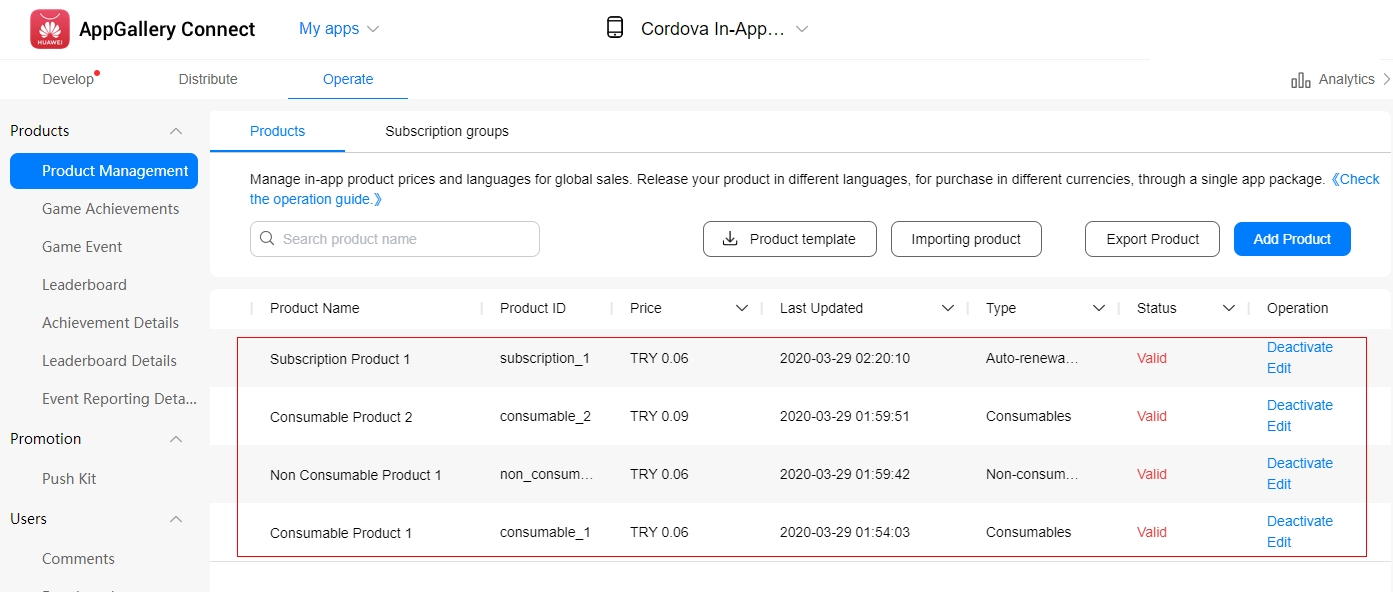 HUAWEI
AppGallery Connect
My apps
Cordova In-App…
Develop
Distribute
Operate
Analytics
Products
Product Management
Game Achievements
Game Event
Leaderboard
Achievement Details
Leaderboard Details
Event Reporting Deta...
Promotion
Push Kit
Users
Comments
Products
Subscription groups
Manage in-app product prices and languages for global sales. Release your product in different languages, for purchase in different currencies, through a single app package. 《Check
the operation guide.》
Search product name
Product template
Importing product
Export Product
Add Product
Product Name Product ID Price Last Updated Type Status Operation
Subscription Product 1 subscription_1 TRY 0.06 2020-03-29 02:20:10 Auto-renewa… Valid Deactivate
Edit
Consumable Product 2 consumable_2 TRY 0.09 2020-03-29 01:59:51 Consumables Valid Deactivate
Edit
Non Consumable Product 1 non_consum… TRY 0.06 2020-03-29 01:59:42 Non-consum… Valid Deactivate
Edit
Consumable Product 1 consumable_1 TRY 0.06 2020-03-29 01:54:03 Consumables Valid Deactivate
Edit